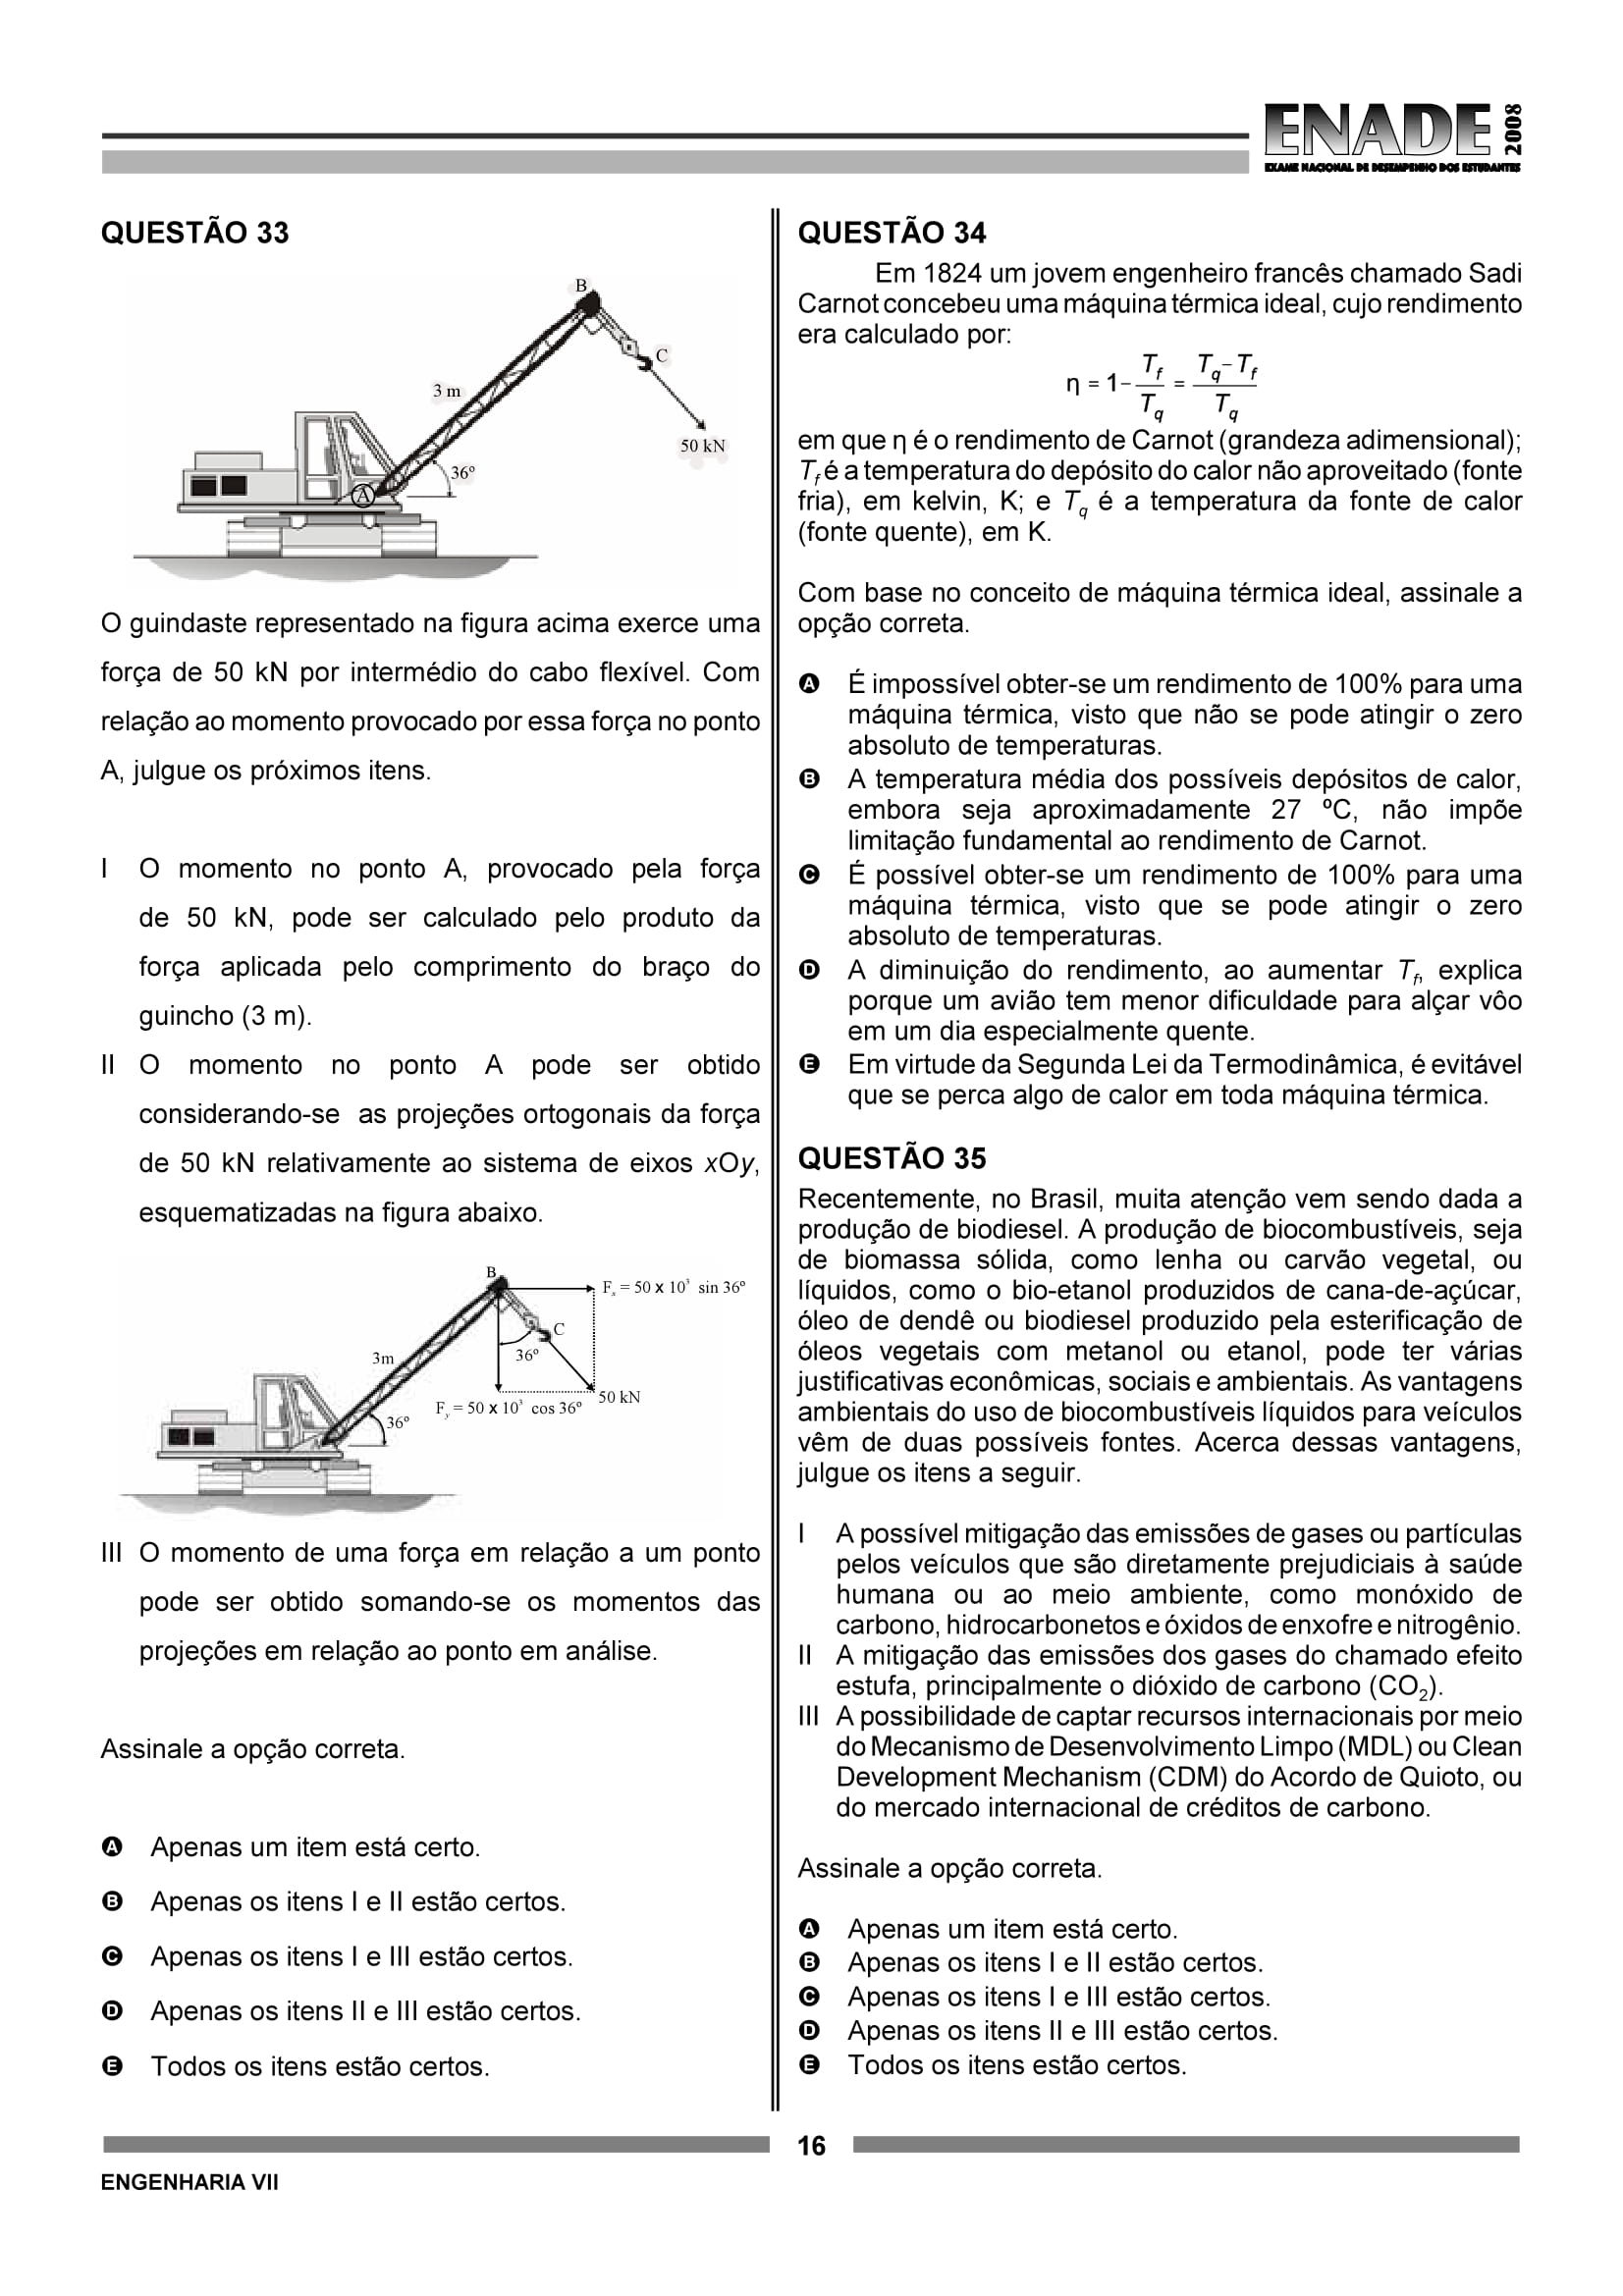 ENADE 2008
EXAME NACIONAL DE DESEMPENHO DOS ESTUDANTES
QUESTÃO 33
B
C
3 m
50 kN
36º
A
O guindaste representado na figura acima exerce uma
força de 50 kN por intermédio do cabo flexível. Com
relação ao momento provocado por essa força no ponto
A, julgue os próximos itens.
I O momento no ponto A, provocado pela força
de 50 kN, pode ser calculado pelo produto da
força aplicada pelo comprimento do braço do
guincho (3 m).
II O momento no ponto A pode ser obtido
considerando-se as projeções ortogonais da força
de 50 kN relativamente ao sistema de eixos xOy,
esquematizadas na figura abaixo.
B
Fx = 50 x 10³ sin 36º
C
3m
36º
50 kN
Fy = 50 x 10³ cos 36º
36º
III O momento de uma força em relação a um ponto
pode ser obtido somando-se os momentos das
projeções em relação ao ponto em análise.
Assinale a opção correta.
A Apenas um item está certo.
B Apenas os itens I e II estão certos.
C Apenas os itens I e III estão certos.
D Apenas os itens II e III estão certos.
E Todos os itens estão certos.
QUESTÃO 34
Em 1824 um jovem engenheiro francês chamado Sadi
Carnot concebeu uma máquina térmica ideal, cujo rendimento
era calculado por:
η = 1− Tf/Tq = (Tq−Tf)/Tq
em que η é o rendimento de Carnot (grandeza adimensional);
Tf é a temperatura do depósito do calor não aproveitado (fonte
fria), em kelvin, K; e Tq é a temperatura da fonte de calor
(fonte quente), em K.
Com base no conceito de máquina térmica ideal, assinale a
opção correta.
A É impossível obter-se um rendimento de 100% para uma
máquina térmica, visto que não se pode atingir o zero
absoluto de temperaturas.
B A temperatura média dos possíveis depósitos de calor,
embora seja aproximadamente 27 ºC, não impõe
limitação fundamental ao rendimento de Carnot.
C É possível obter-se um rendimento de 100% para uma
máquina térmica, visto que se pode atingir o zero
absoluto de temperaturas.
D A diminuição do rendimento, ao aumentar Tf, explica
porque um avião tem menor dificuldade para alçar vôo
em um dia especialmente quente.
E Em virtude da Segunda Lei da Termodinâmica, é evitável
que se perca algo de calor em toda máquina térmica.
QUESTÃO 35
Recentemente, no Brasil, muita atenção vem sendo dada a
produção de biodiesel. A produção de biocombustíveis, seja
de biomassa sólida, como lenha ou carvão vegetal, ou
líquidos, como o bio-etanol produzidos de cana-de-açúcar,
óleo de dendê ou biodiesel produzido pela esterificação de
óleos vegetais com metanol ou etanol, pode ter várias
justificativas econômicas, sociais e ambientais. As vantagens
ambientais do uso de biocombustíveis líquidos para veículos
vêm de duas possíveis fontes. Acerca dessas vantagens,
julgue os itens a seguir.
I A possível mitigação das emissões de gases ou partículas
pelos veículos que são diretamente prejudiciais à saúde
humana ou ao meio ambiente, como monóxido de
carbono, hidrocarbonetos e óxidos de enxofre e nitrogênio.
II A mitigação das emissões dos gases do chamado efeito
estufa, principalmente o dióxido de carbono (CO₂).
III A possibilidade de captar recursos internacionais por meio
do Mecanismo de Desenvolvimento Limpo (MDL) ou Clean
Development Mechanism (CDM) do Acordo de Quioto, ou
do mercado internacional de créditos de carbono.
Assinale a opção correta.
A Apenas um item está certo.
B Apenas os itens I e II estão certos.
C Apenas os itens I e III estão certos.
D Apenas os itens II e III estão certos.
E Todos os itens estão certos.
16
ENGENHARIA VII